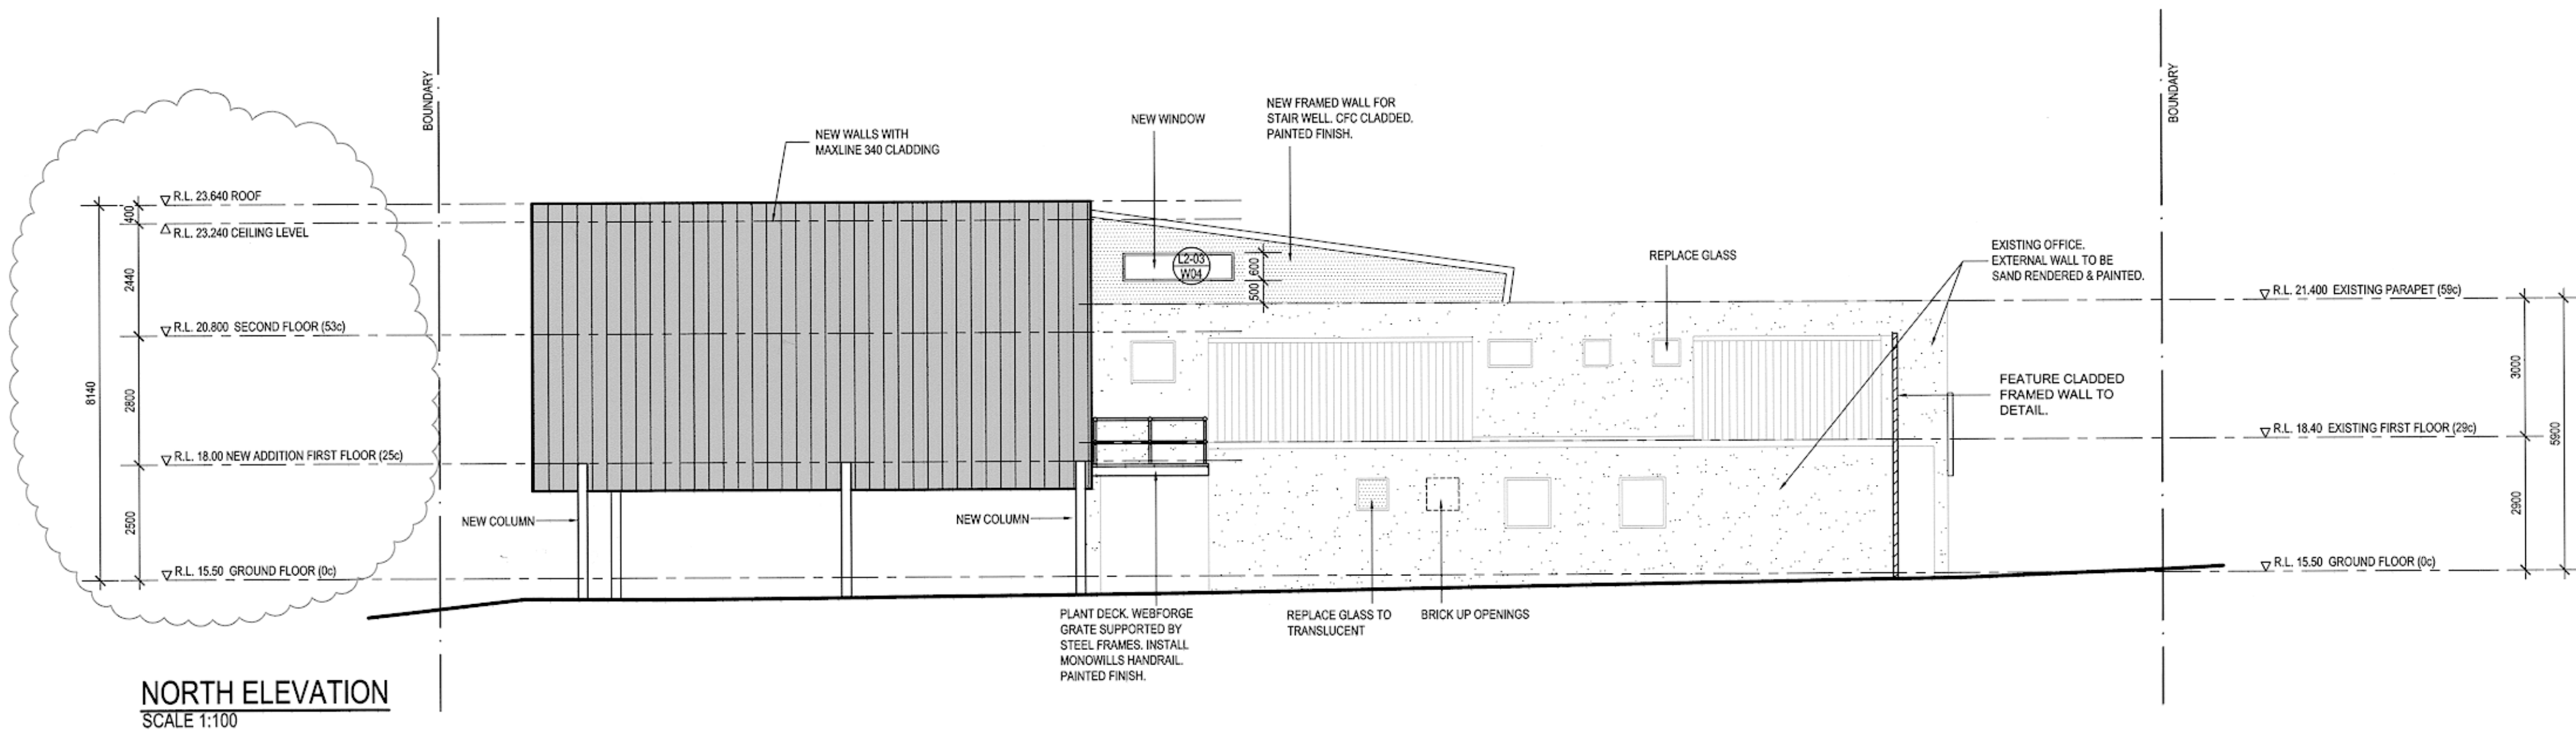 BOUNDARY
BOUNDARY
NEW WALLS WITH
MAXLINE 340 CLADDING
NEW WINDOW
NEW FRAMED WALL FOR
STAIR WELL. CFC CLADDED.
PAINTED FINISH.
R.L. 23.640 ROOF
400
R.L. 23.240 CEILING LEVEL
2440
L2-03
W04
600
500
REPLACE GLASS
EXISTING OFFICE.
EXTERNAL WALL TO BE
SAND RENDERED & PAINTED.
R.L. 21.400 EXISTING PARAPET (59c)
R.L. 20.800 SECOND FLOOR (53c)
8140
2800
3000
FEATURE CLADDED
FRAMED WALL TO
DETAIL.
R.L. 18.40 EXISTING FIRST FLOOR (29c)
5900
R.L. 18.00 NEW ADDITION FIRST FLOOR (25c)
2500
2900
NEW COLUMN
NEW COLUMN
R.L. 15.50 GROUND FLOOR (0c)
R.L. 15.50 GROUND FLOOR (0c)
PLANT DECK. WEBFORGE
GRATE SUPPORTED BY
STEEL FRAMES. INSTALL
MONOWILLS HANDRAIL.
PAINTED FINISH.
REPLACE GLASS TO
TRANSLUCENT
BRICK UP OPENINGS
NORTH ELEVATION
SCALE 1:100